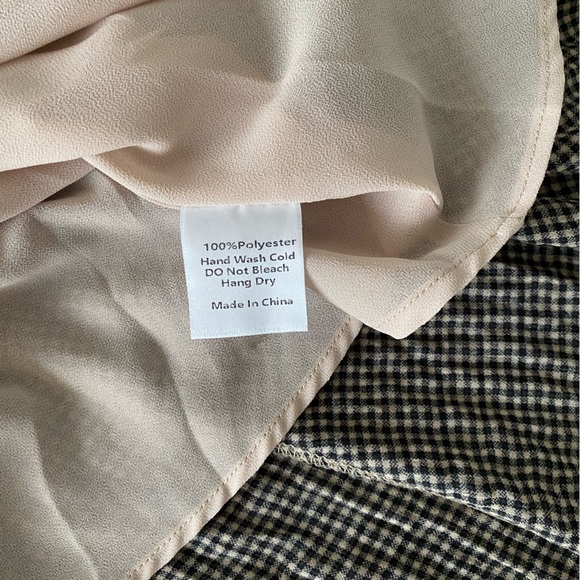 100%Polyester
Hand Wash Cold
DO Not Bleach
Hang Dry
Made In China